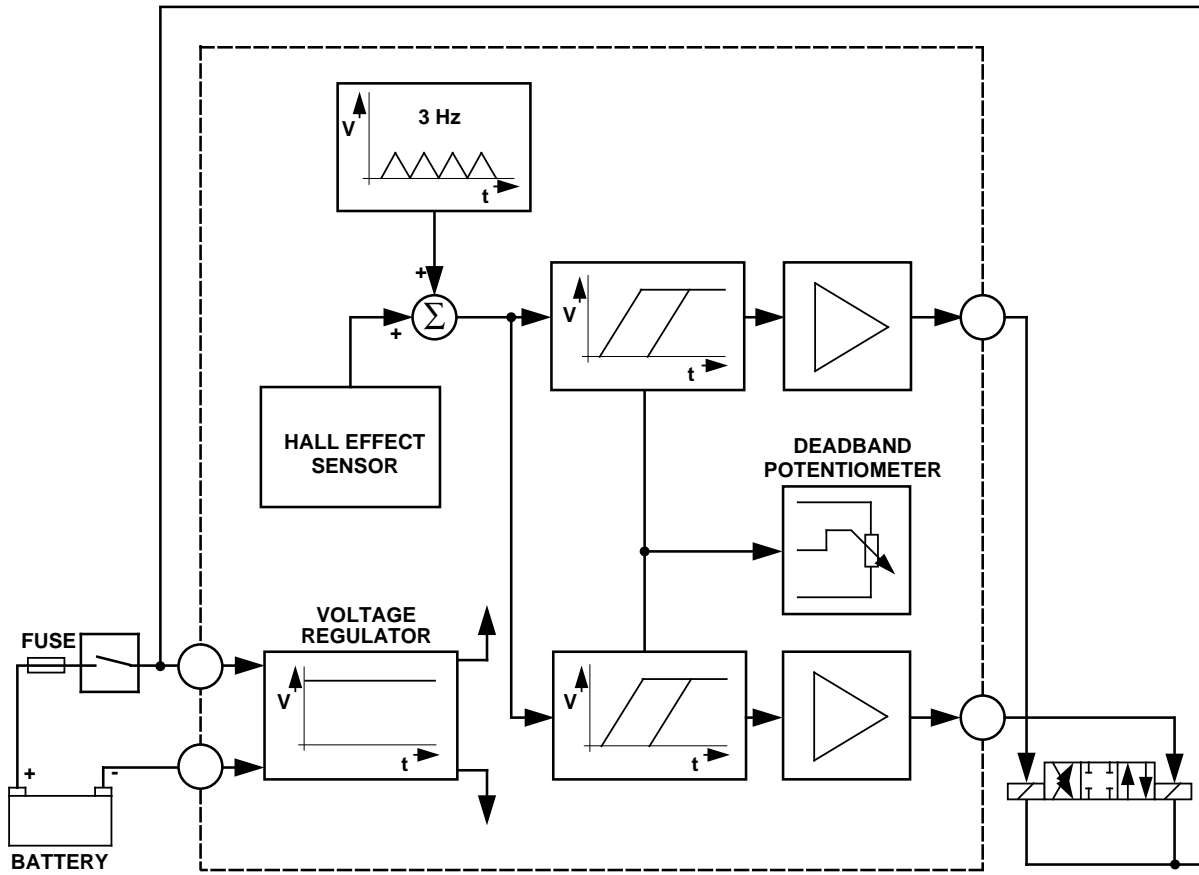 3 Hz
V
t
+
+
Σ
V
t
HALL EFFECT
SENSOR
DEADBAND
POTENTIOMETER
VOLTAGE
REGULATOR
FUSE
V
t
V
t
+
-
BATTERY